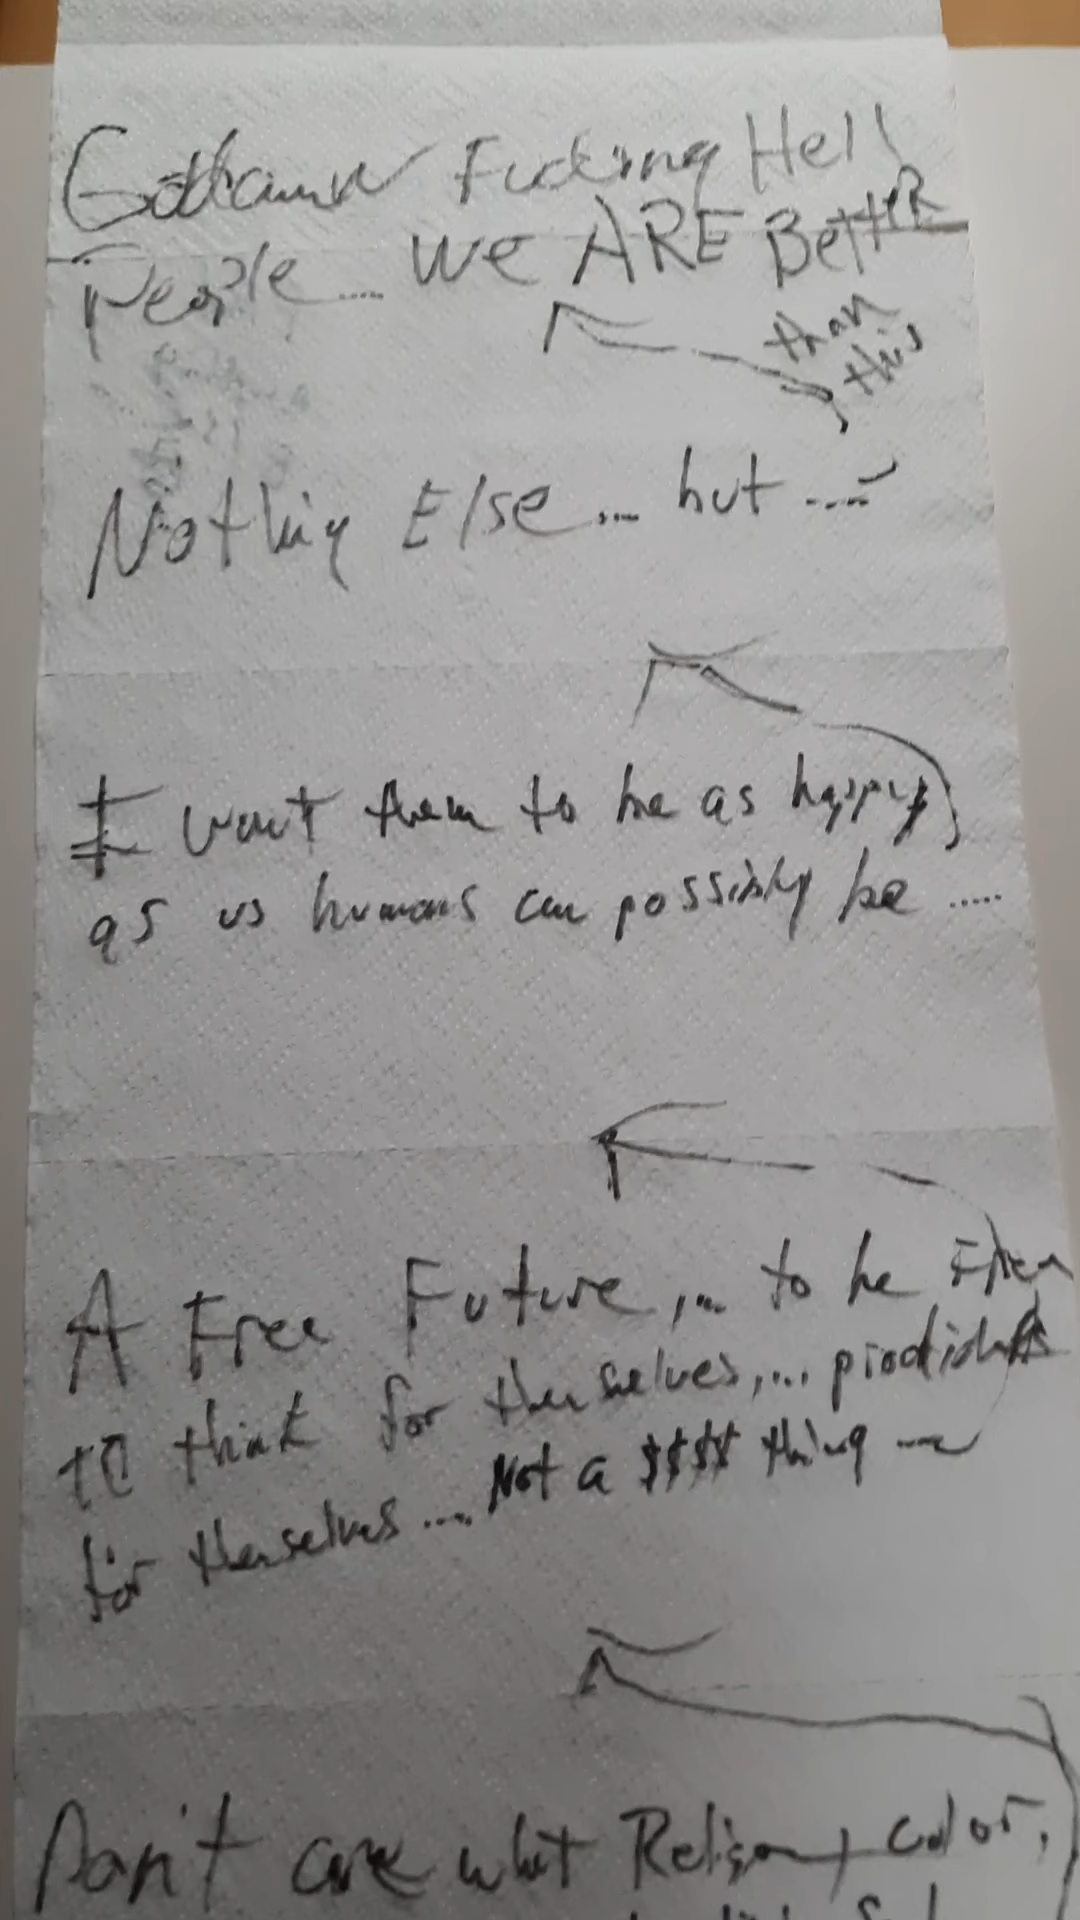 Goddamn Fucking Hell
People.... we ARE BettER
than
this
Nothing Else... but .....
I want them to be as happy
as us humans can possibly be .....
A Free Future,... to be Free
to think for themselves,...
for themselves .... Not a $$$$ thing
Don't care what Religon, color,